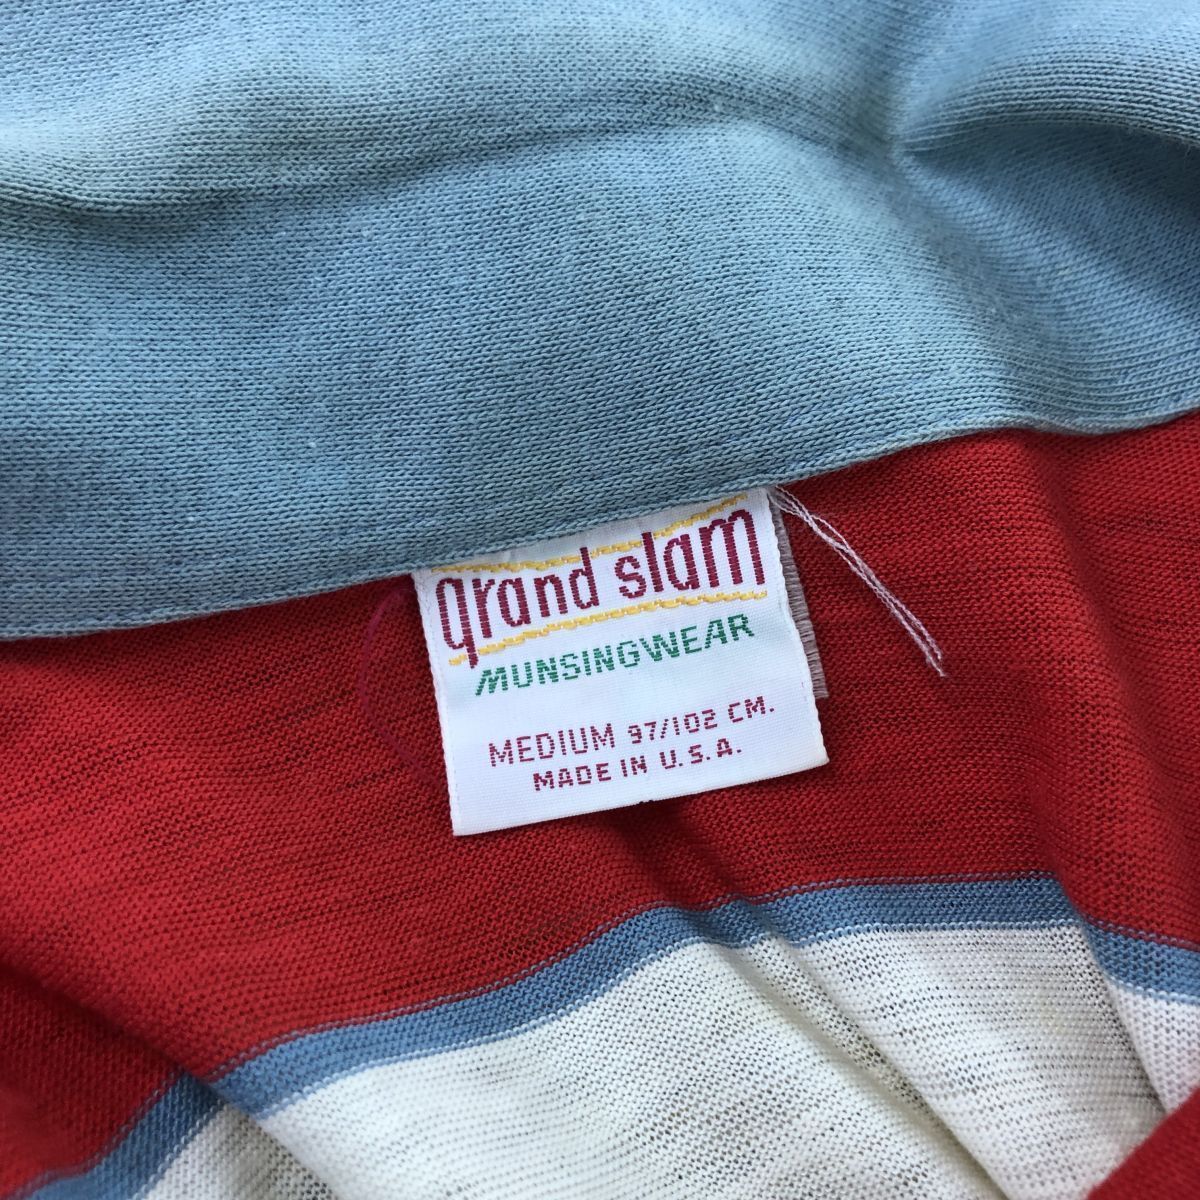 grand slam
MUNSINGWEAR
MEDIUM 97/102 CM.
MADE IN U.S.A.